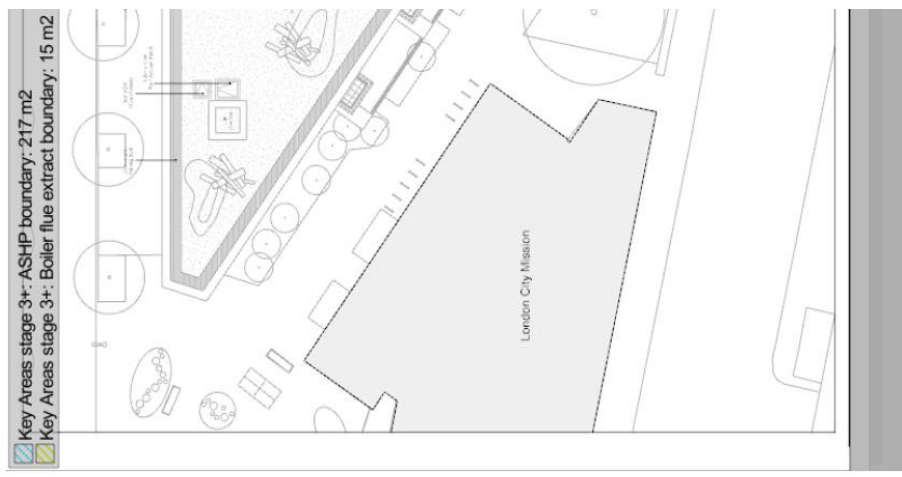 Key Areas stage 3+: ASHP boundary: 217 m2
Key Areas stage 3+: Boiler flue extract boundary: 15 m2
London City Mission